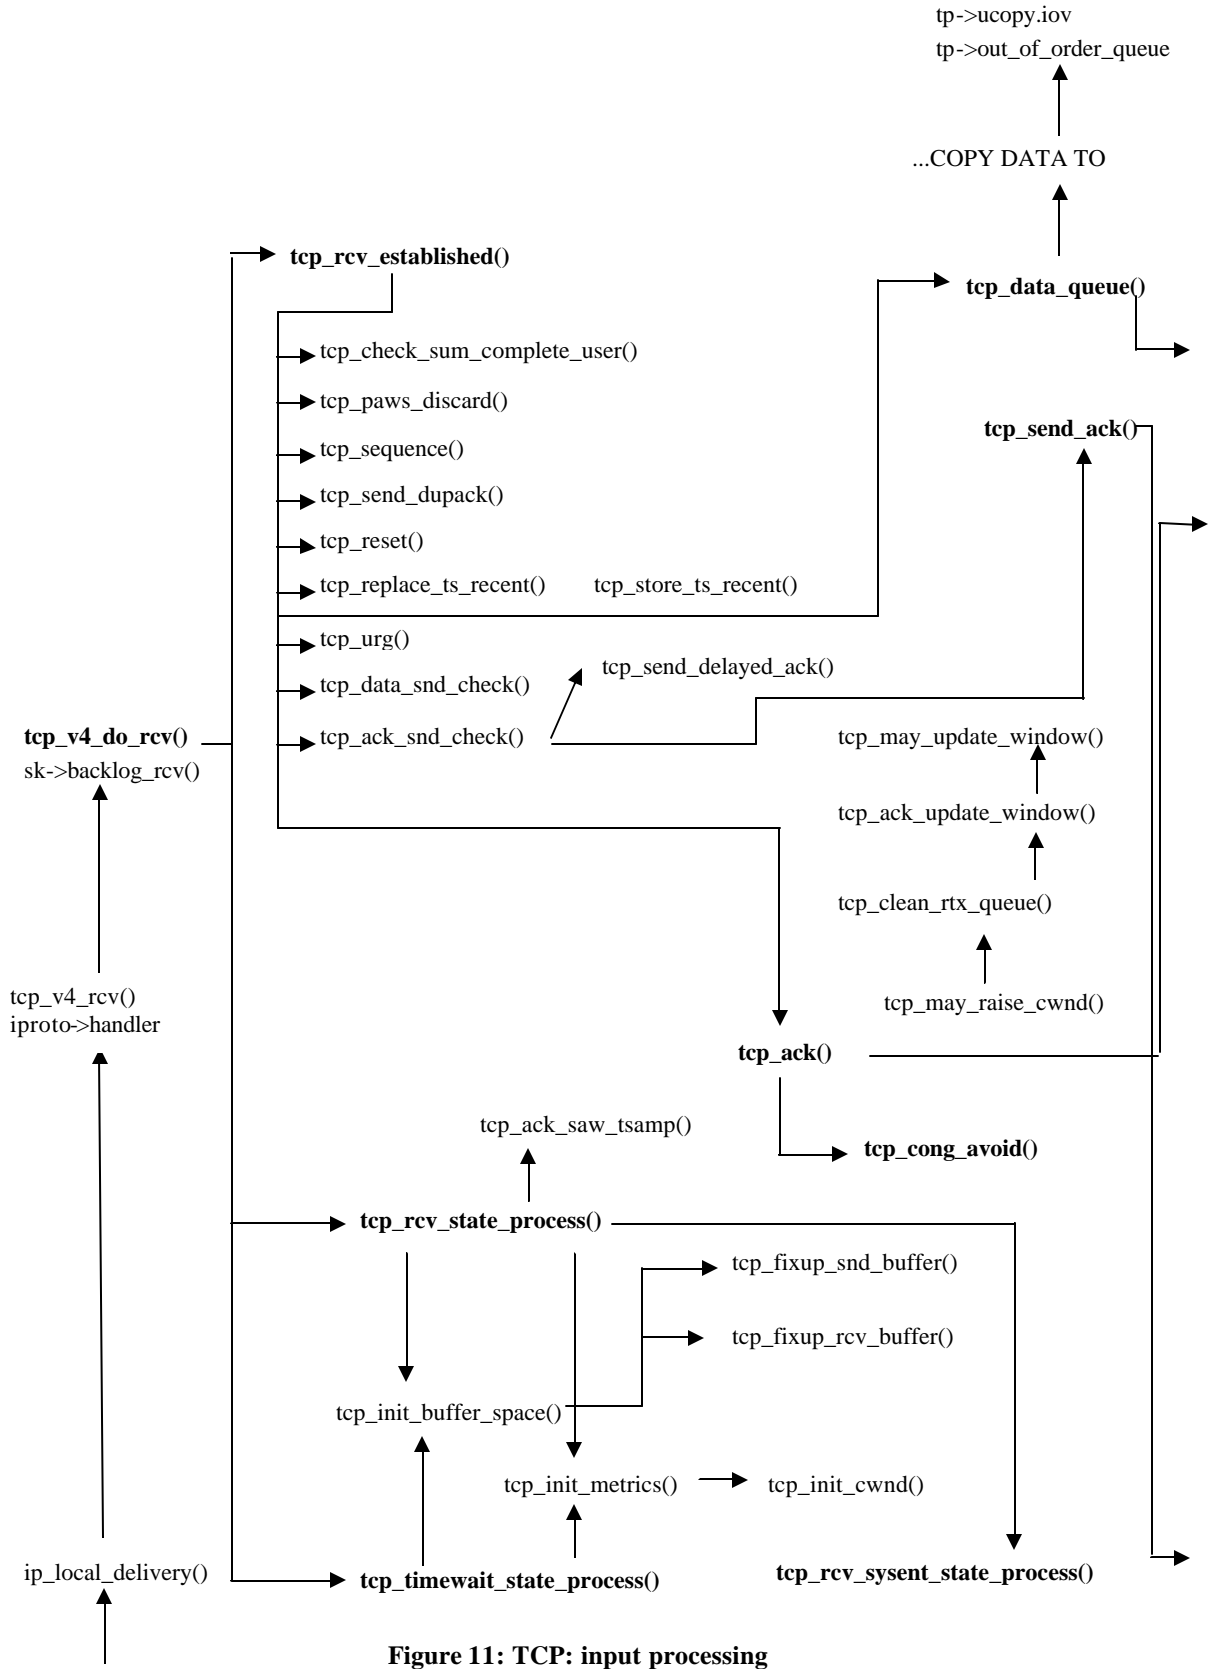 tp->ucopy.iov
tp->out_of_order_queue
...COPY DATA TO
tcp_rcv_established()
tcp_data_queue()
tcp_check_sum_complete_user()
tcp_paws_discard()
tcp_send_ack()
tcp_sequence()
tcp_send_dupack()
tcp_reset()
tcp_replace_ts_recent() tcp_store_ts_recent()
tcp_urg()
tcp_send_delayed_ack()
tcp_data_snd_check()
tcp_v4_do_rcv()
tcp_ack_snd_check()
tcp_may_update_window()
sk->backlog_rcv()
tcp_ack_update_window()
tcp_clean_rtx_queue()
tcp_v4_rcv()
tcp_may_raise_cwnd()
iproto->handler
tcp_ack()
tcp_ack_saw_tsamp()
tcp_cong_avoid()
tcp_rcv_state_process()
tcp_fixup_snd_buffer()
tcp_fixup_rcv_buffer()
tcp_init_buffer_space()
tcp_init_metrics()
tcp_init_cwnd()
ip_local_delivery()
tcp_timewait_state_process()
tcp_rcv_sysent_state_process()
Figure 11: TCP: input processing